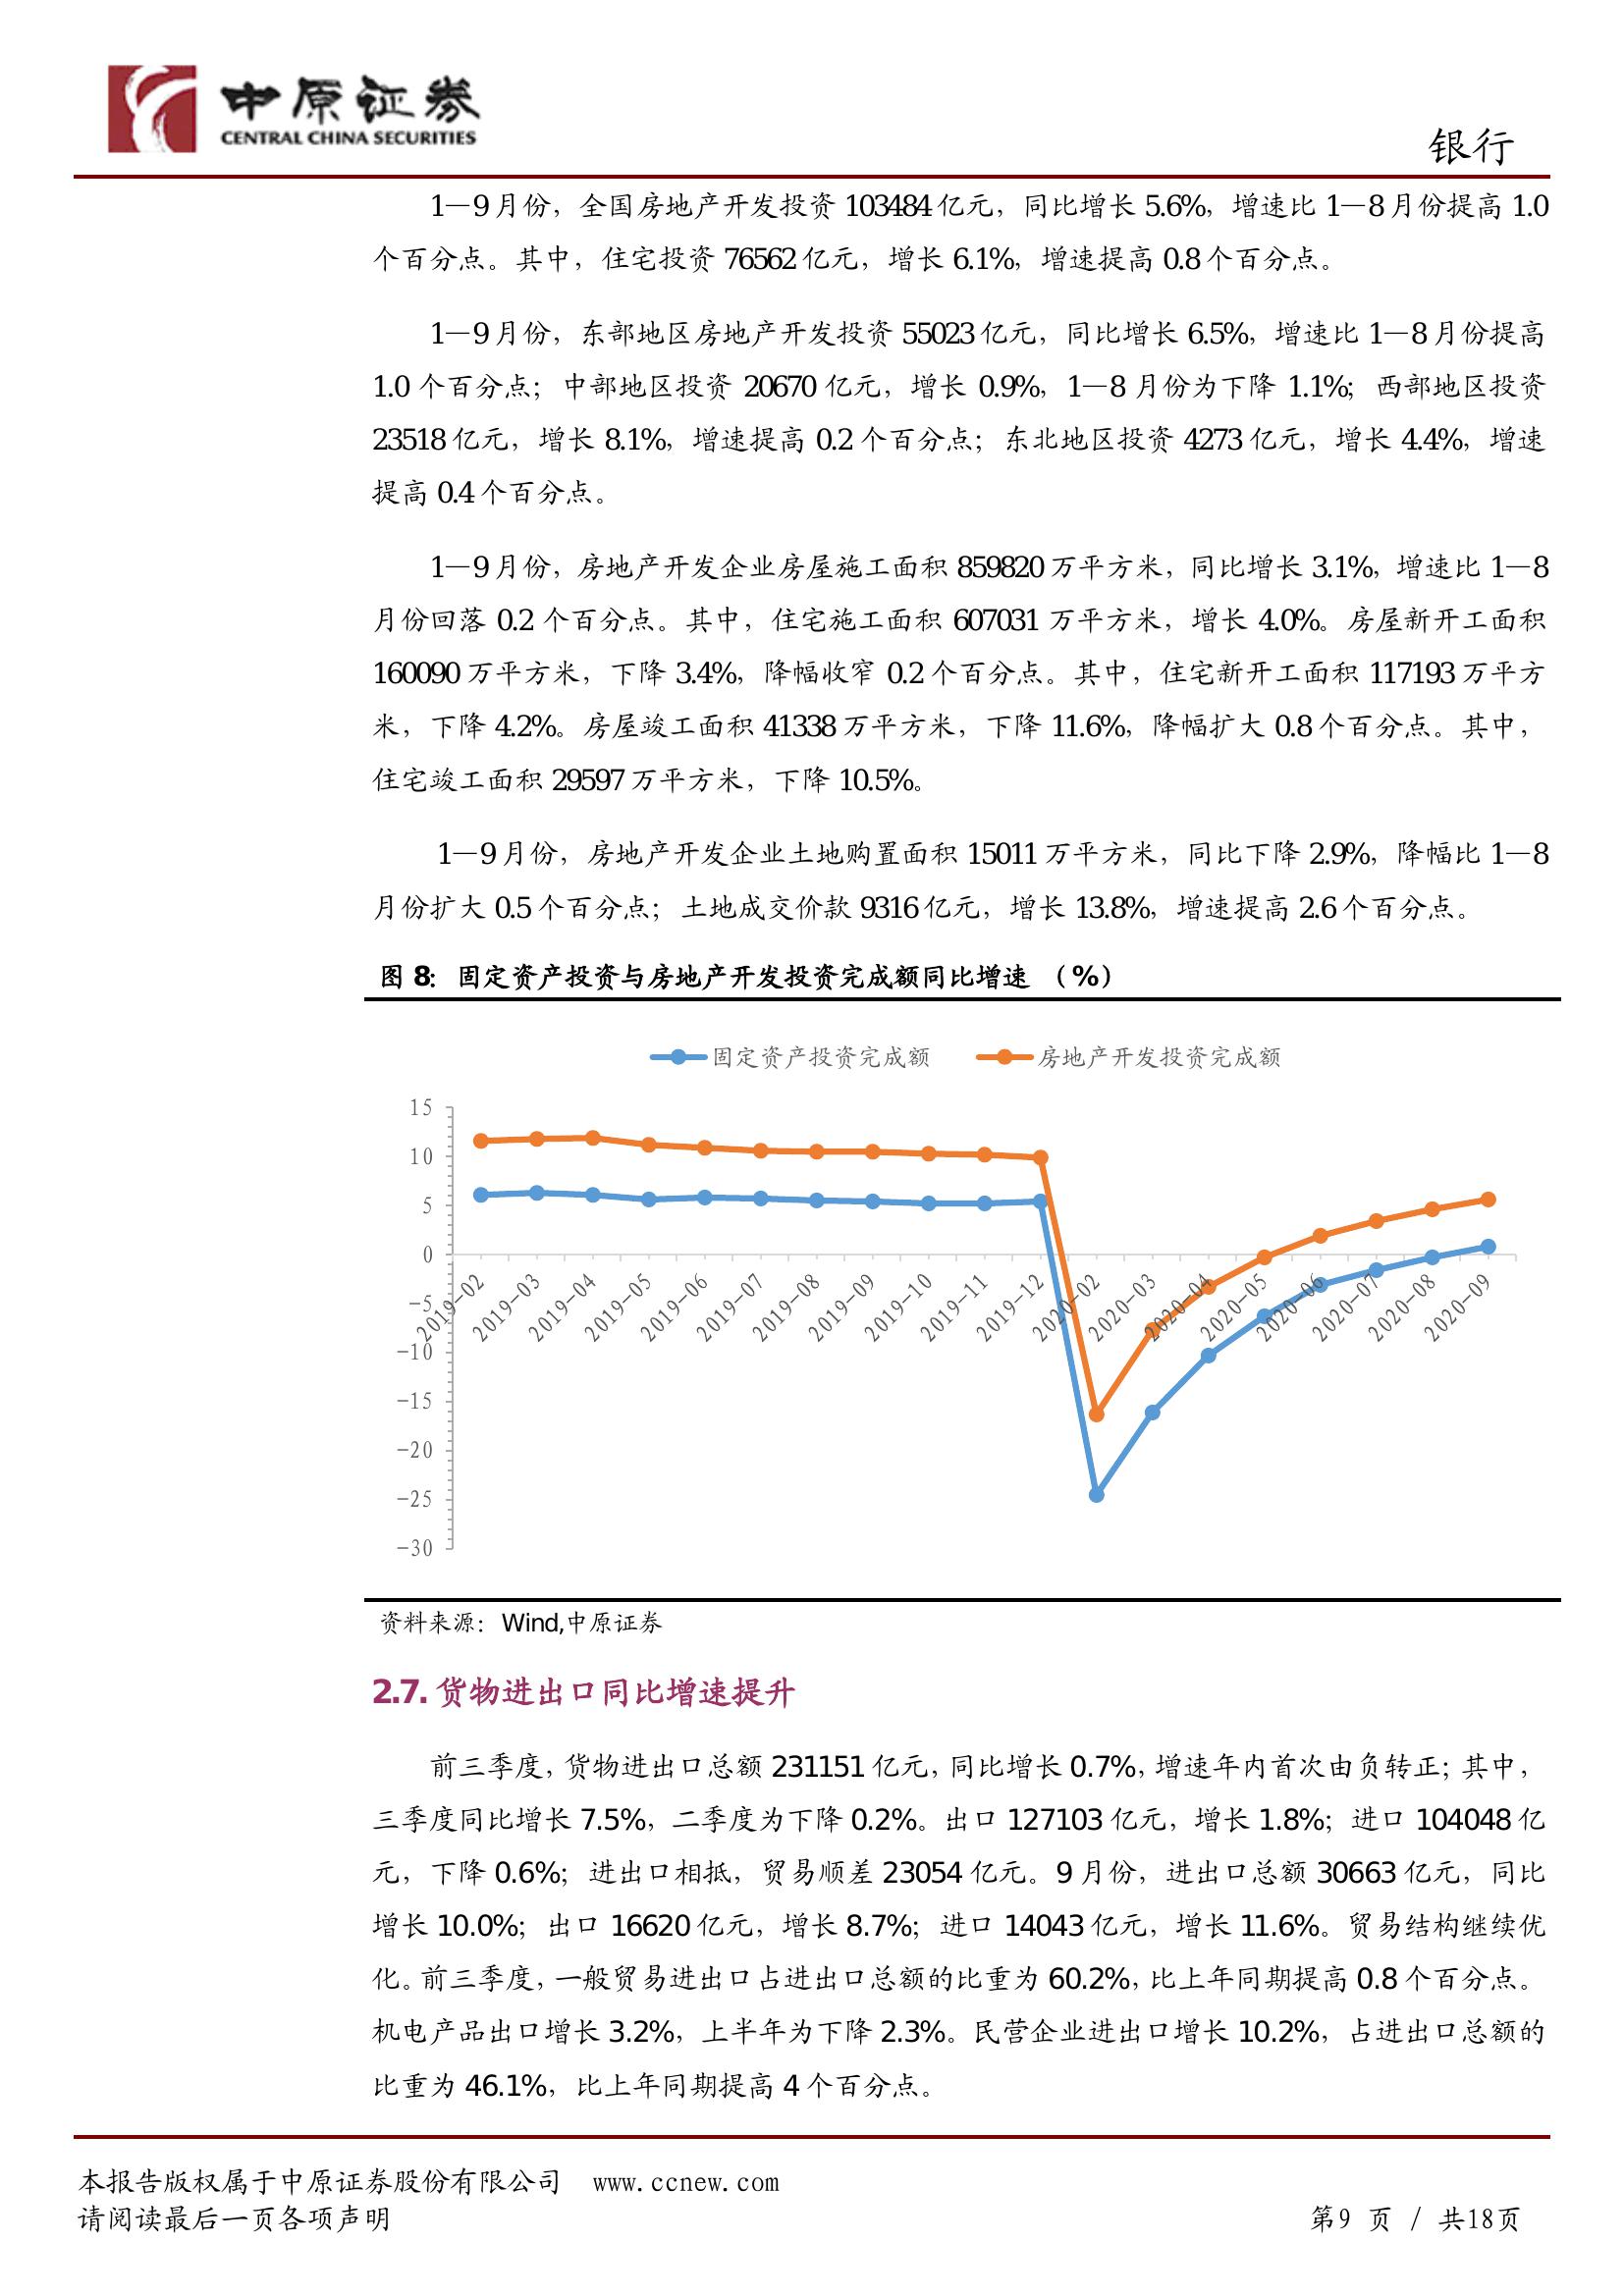 中原证券
CENTRAL CHINA SECURITIES
银行
1—9月份，全国房地产开发投资103484亿元，同比增长5.6%，增速比1—8月份提高1.0
个百分点。其中，住宅投资76562亿元，增长6.1%，增速提高0.8个百分点。
1—9月份，东部地区房地产开发投资55023亿元，同比增长6.5%，增速比1—8月份提高
1.0个百分点；中部地区投资20670亿元，增长0.9%，1—8月份为下降1.1%；西部地区投资
23518亿元，增长8.1%，增速提高0.2个百分点；东北地区投资4273亿元，增长4.4%，增速
提高0.4个百分点。
1—9月份，房地产开发企业房屋施工面积859820万平方米，同比增长3.1%，增速比1—8
月份回落0.2个百分点。其中，住宅施工面积607031万平方米，增长4.0%。房屋新开工面积
160090万平方米，下降3.4%，降幅收窄0.2个百分点。其中，住宅新开工面积117193万平方
米，下降4.2%。房屋竣工面积41338万平方米，下降11.6%，降幅扩大0.8个百分点。其中，
住宅竣工面积29597万平方米，下降10.5%。
1—9月份，房地产开发企业土地购置面积15011万平方米，同比下降2.9%，降幅比1—8
月份扩大0.5个百分点；土地成交价款9316亿元，增长13.8%，增速提高2.6个百分点。
图8：固定资产投资与房地产开发投资完成额同比增速（%）
固定资产投资完成额 房地产开发投资完成额
15
10
5
0
-5
-10
-15
-20
-25
-30
2019-02
2019-03
2019-04
2019-05
2019-06
2019-07
2019-08
2019-09
2019-10
2019-11
2019-12
2020-02
2020-03
2020-04
2020-05
2020-06
2020-07
2020-08
2020-09
资料来源：Wind,中原证券
2.7. 货物进出口同比增速提升
前三季度，货物进出口总额231151亿元，同比增长0.7%，增速年内首次由负转正；其中，
三季度同比增长7.5%，二季度为下降0.2%。出口127103亿元，增长1.8%；进口104048亿
元，下降0.6%；进出口相抵，贸易顺差23054亿元。9月份，进出口总额30663亿元，同比
增长10.0%；出口16620亿元，增长8.7%；进口14043亿元，增长11.6%。贸易结构继续优
化。前三季度，一般贸易进出口占进出口总额的比重为60.2%，比上年同期提高0.8个百分点。
机电产品出口增长3.2%，上半年为下降2.3%。民营企业进出口增长10.2%，占进出口总额的
比重为46.1%，比上年同期提高4个百分点。
本报告版权属于中原证券股份有限公司 www.ccnew.com
请阅读最后一页各项声明
第9 页 / 共18页